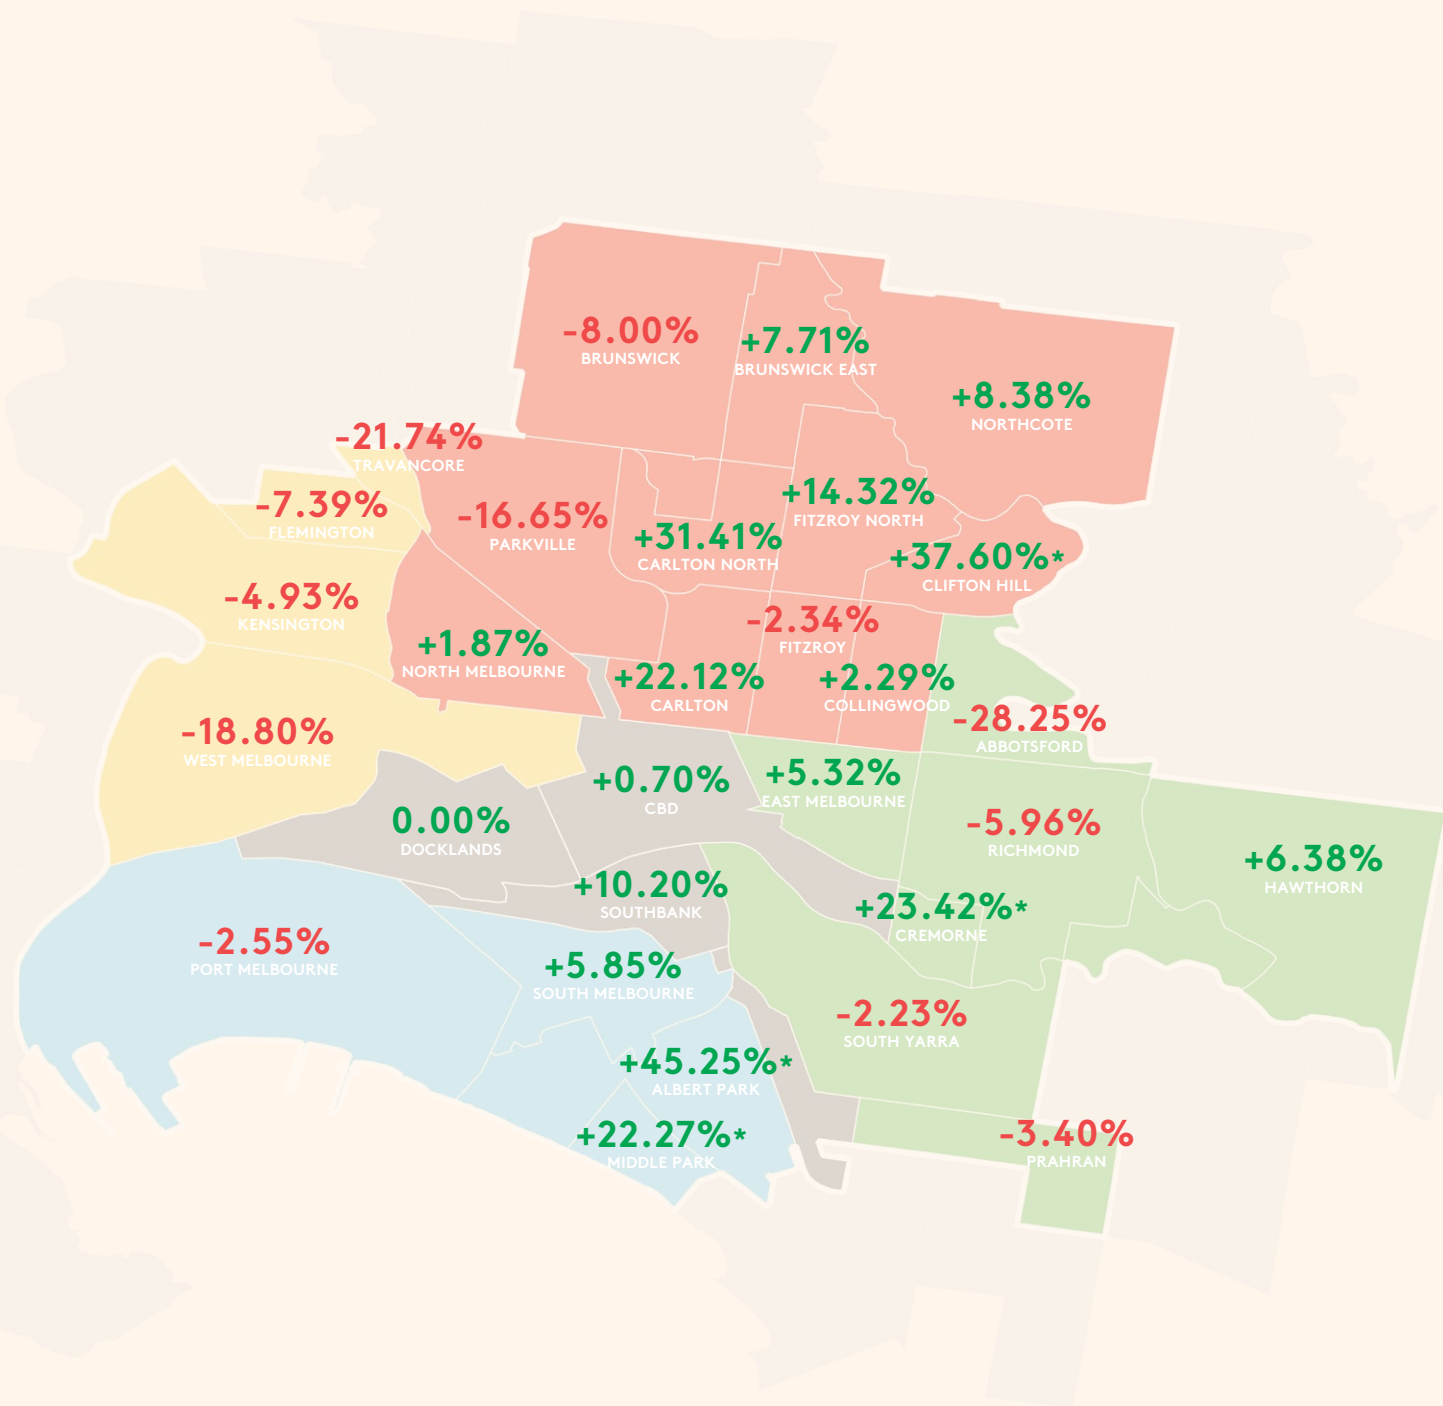 -8.00%
BRUNSWICK
+7.71%
BRUNSWICK EAST
+8.38%
NORTHCOTE
-21.74%
TRAVANCORE
-7.39%
FLEMINGTON
-16.65%
PARKVILLE
+31.41%
CARLTON NORTH
+14.32%
FITZROY NORTH
+37.60%*
CLIFTON HILL
-4.93%
KENSINGTON
+1.87%
NORTH MELBOURNE
-2.34%
FITZROY
+22.12%
CARLTON
+2.29%
COLLINGWOOD
-28.25%
ABBOTSFORD
-18.80%
WEST MELBOURNE
+0.70%
CBD
+5.32%
EAST MELBOURNE
0.00%
DOCKLANDS
-5.96%
RICHMOND
+6.38%
HAWTHORN
+10.20%
SOUTHBANK
+23.42%*
CREMORNE
-2.55%
PORT MELBOURNE
+5.85%
SOUTH MELBOURNE
-2.23%
SOUTH YARRA
+45.25%*
ALBERT PARK
+22.27%*
MIDDLE PARK
-3.40%
PRAHRAN